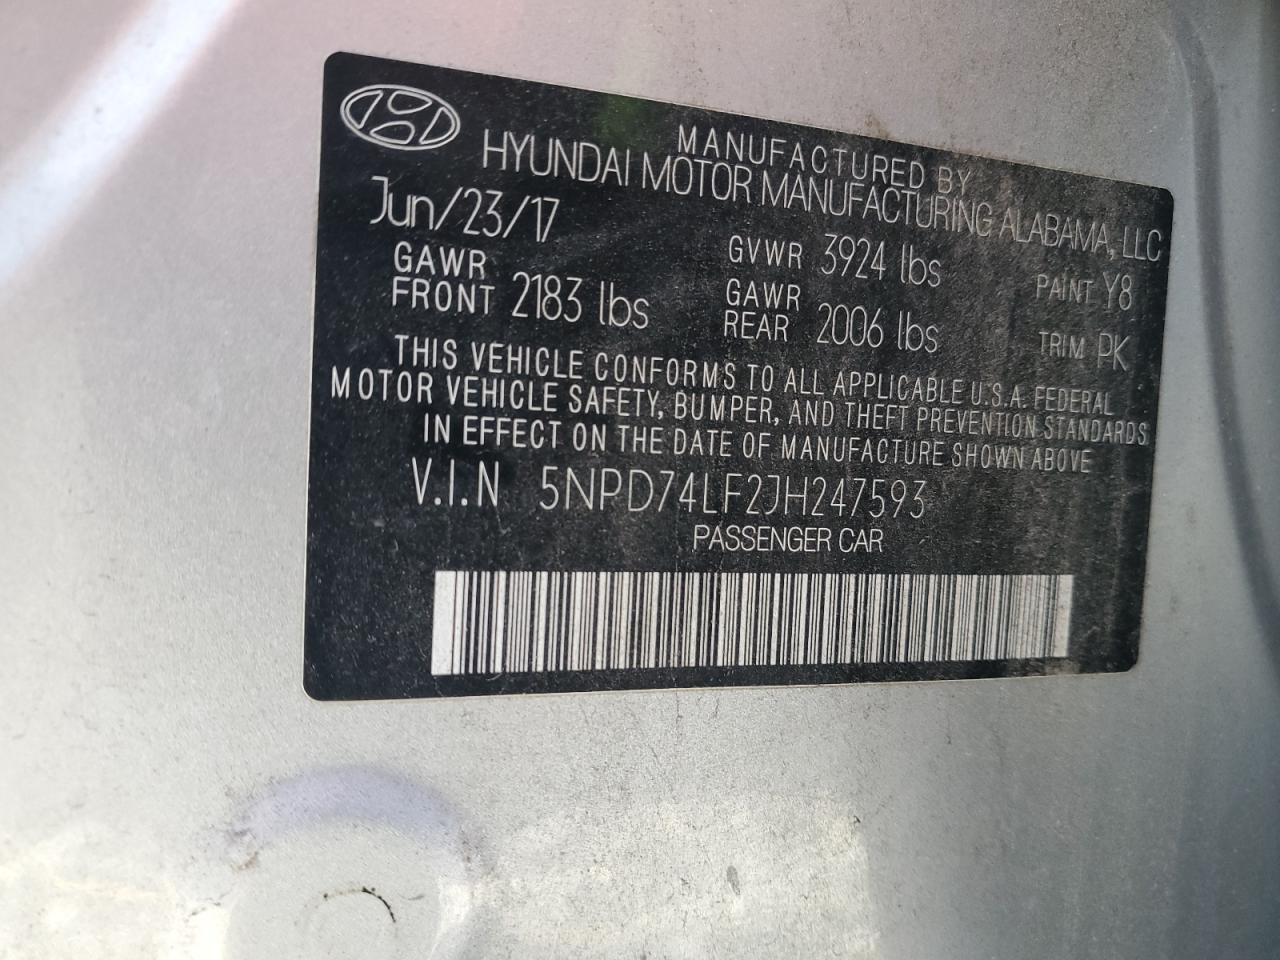 MANUFACTURED BY
HYUNDAI MOTOR MANUFACTURING ALABAMA, LLC
Jun/23/17
GVWR 3924 lbs
PAINT Y8
GAWR FRONT 2183 lbs
GAWR REAR 2006 lbs
TRIM PK
THIS VEHICLE CONFORMS TO ALL APPLICABLE U.S.A. FEDERAL
MOTOR VEHICLE SAFETY, BUMPER, AND THEFT PREVENTION STANDARDS
IN EFFECT ON THE DATE OF MANUFACTURE SHOWN ABOVE
V.I.N 5NPD74LF2JH247593
PASSENGER CAR